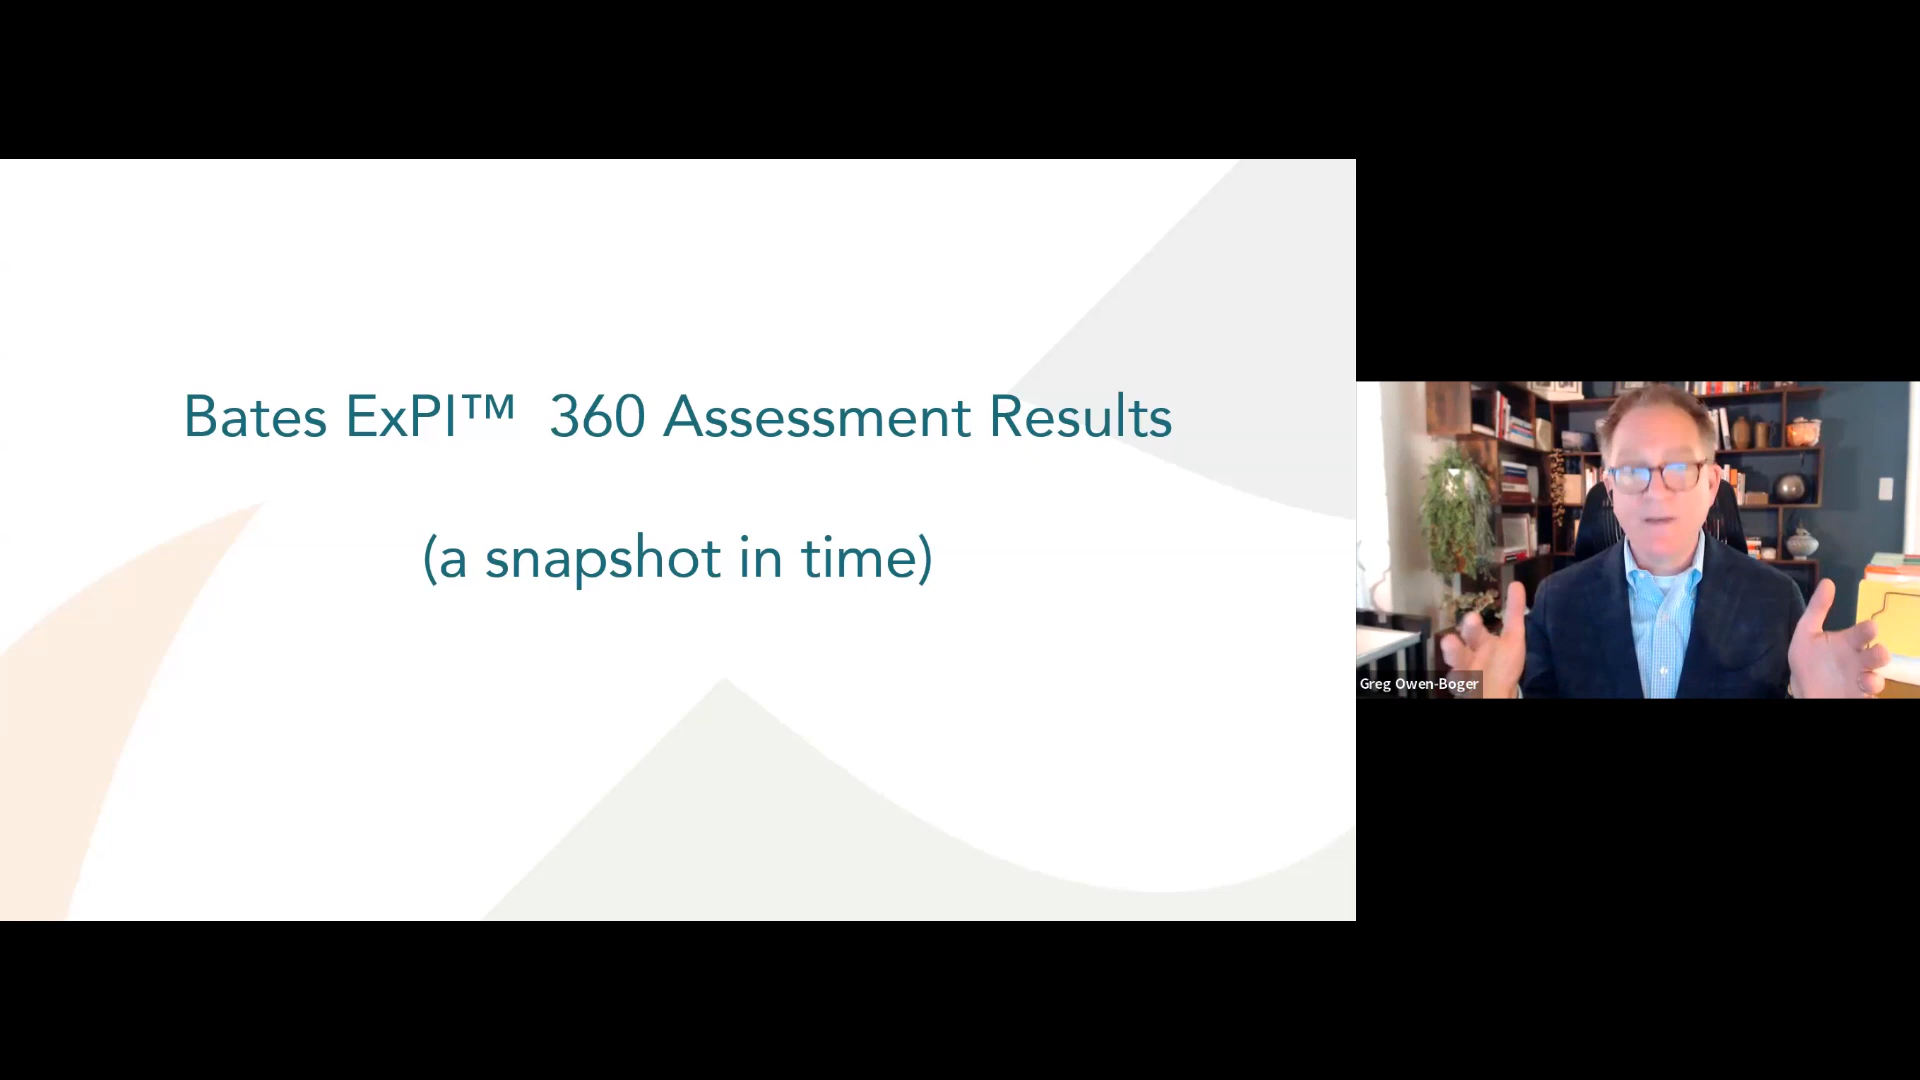 Bates ExPI™ 360 Assessment Results
(a snapshot in time)
Greg Owen-Boger